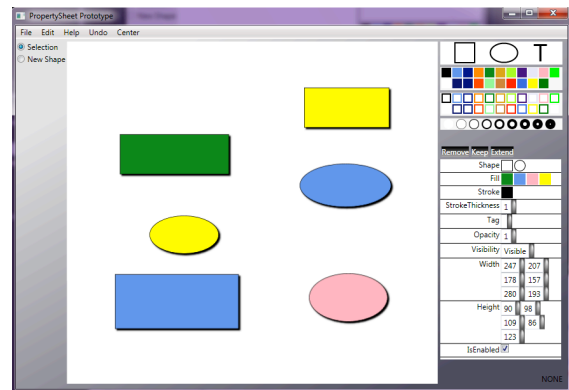 PropertySheet Prototype
File Edit Help Undo Center
Selection
New Shape
T
Remove Keep Extend
Shape
Fill
Stroke
StrokeThickness 1
Tag
Opacity 1
Visibility Visible
Width 247 207
178 157
280 193
Height 90 98
109 86
123
IsEnabled
NONE